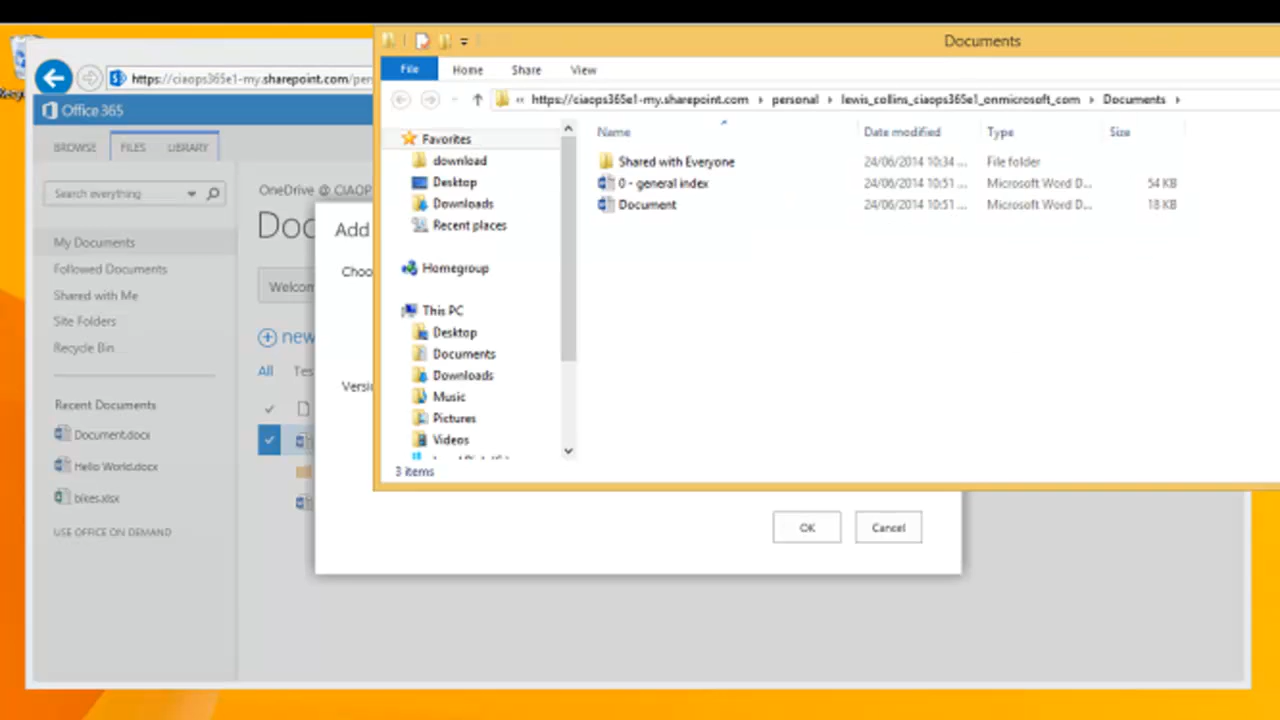 Documents
https://ciaops365e1-my.sharepoint.com/per
File Home Share View
« https://ciaops365e1-my.sharepoint.com › personal › lewis_collins_ciaops365e1_onmicrosoft_com › Documents ›
Office 365
BROWSE FILES LIBRARY
Search everything
My Documents
Followed Documents
Shared with Me
Site Folders
Recycle Bin
Recent Documents
Document.docx
Hello World.docx
bikes.xlsx
USE OFFICE ON DEMAND
OneDrive @ CIAOP
Doc
Welcom
new
All Tes
Add
Choo
Versi
OK Cancel
Favorites
download
Desktop
Downloads
Recent places
Homegroup
This PC
Desktop
Documents
Downloads
Music
Pictures
Videos
3 items
Name Date modified Type Size
Shared with Everyone 24/06/2014 10:34 ... File folder
0 - general index 24/06/2014 10:51 ... Microsoft Word D... 54 KB
Document 24/06/2014 10:51 ... Microsoft Word D... 18 KB